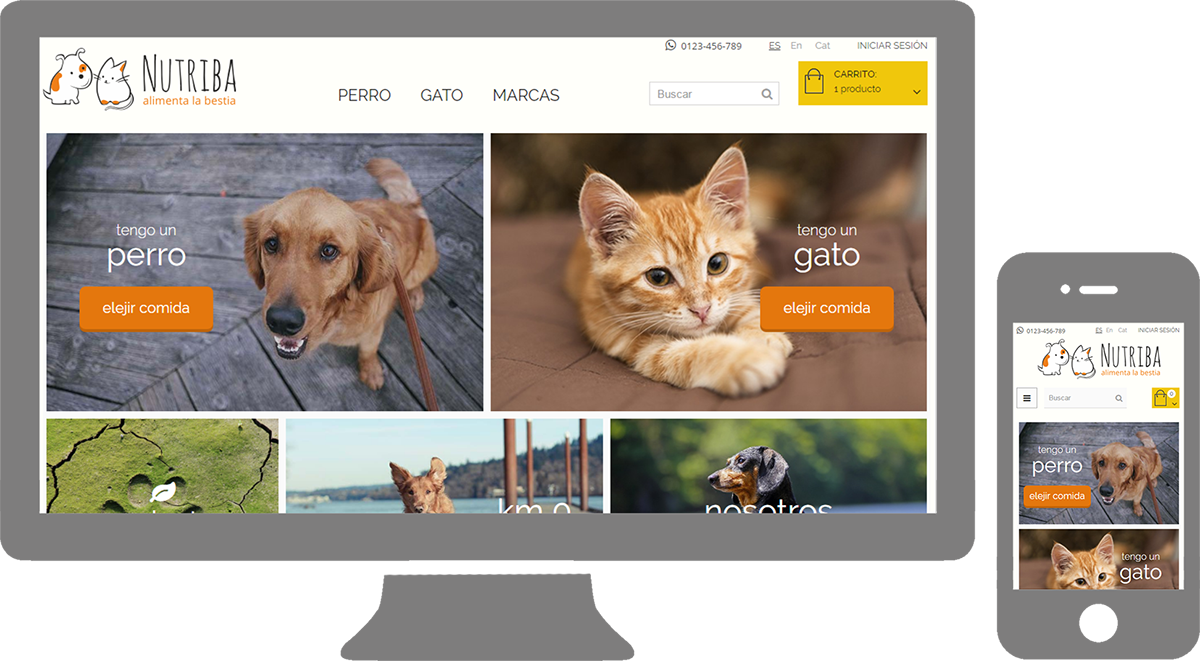 0123-456-789
ES En Cat
INICIAR SESIÓN
NUTRIBA
alimenta la bestia
PERRO GATO MARCAS
Buscar
CARRITO:
1 producto
tengo un
perro
elejir comida
tengo un
gato
elejir comida
km 0
nosotros
0123-456-789
ES En Cat
INICIAR SESIÓN
NUTRIBA
alimenta la bestia
Buscar
0
tengo un
perro
elejir comida
tengo un
gato